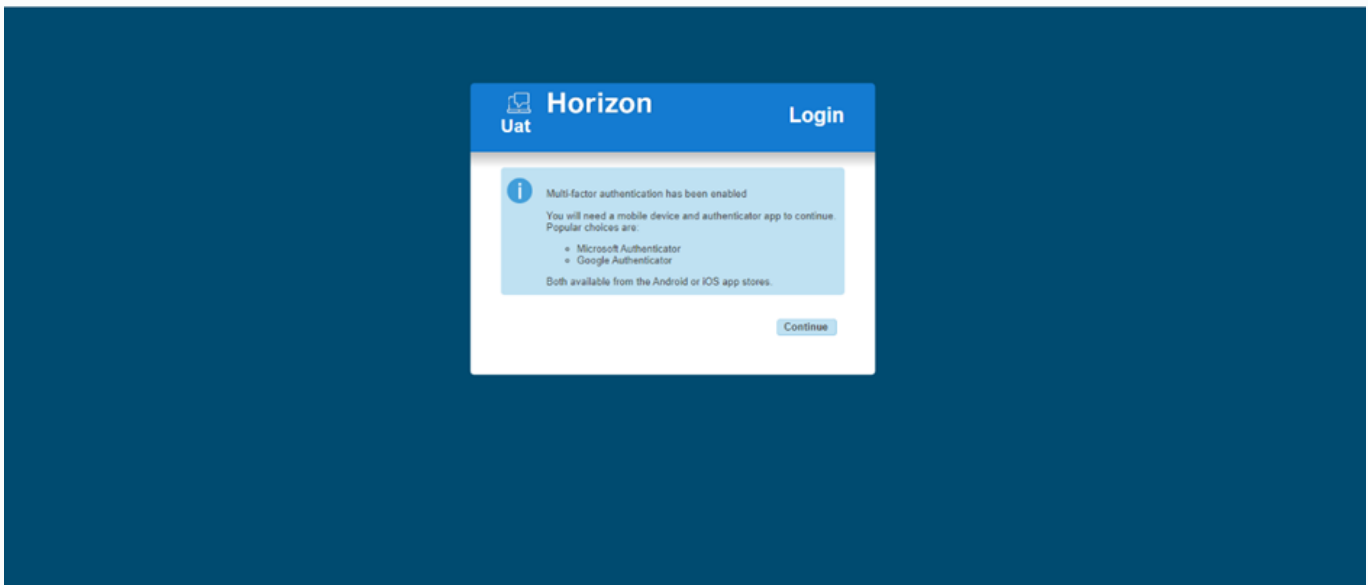 Horizon
Uat
Login
Multi-factor authentication has been enabled
You will need a mobile device and authenticator app to continue.
Popular choices are:
Microsoft Authenticator
Google Authenticator
Both available from the Android or iOS app stores.
Continue